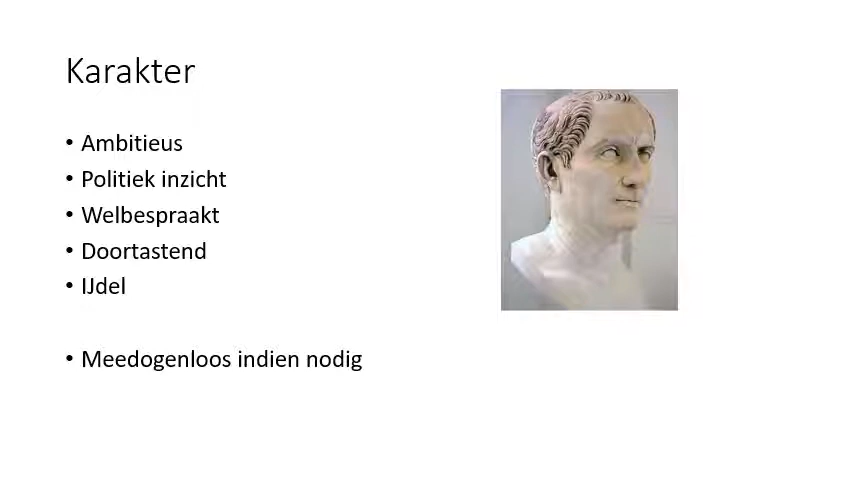 Karakter
• Ambitieus
• Politiek inzicht
• Welbespraakt
• Doortastend
• IJdel
• Meedogenloos indien nodig